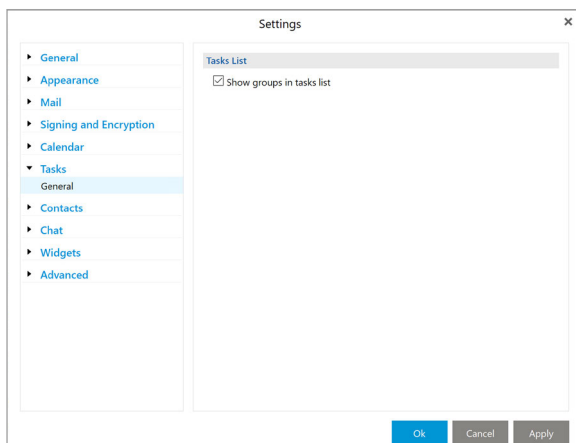 Settings
General
Appearance
Mail
Signing and Encryption
Calendar
Tasks
General
Contacts
Chat
Widgets
Advanced
Tasks List
Show groups in tasks list
Ok Cancel Apply